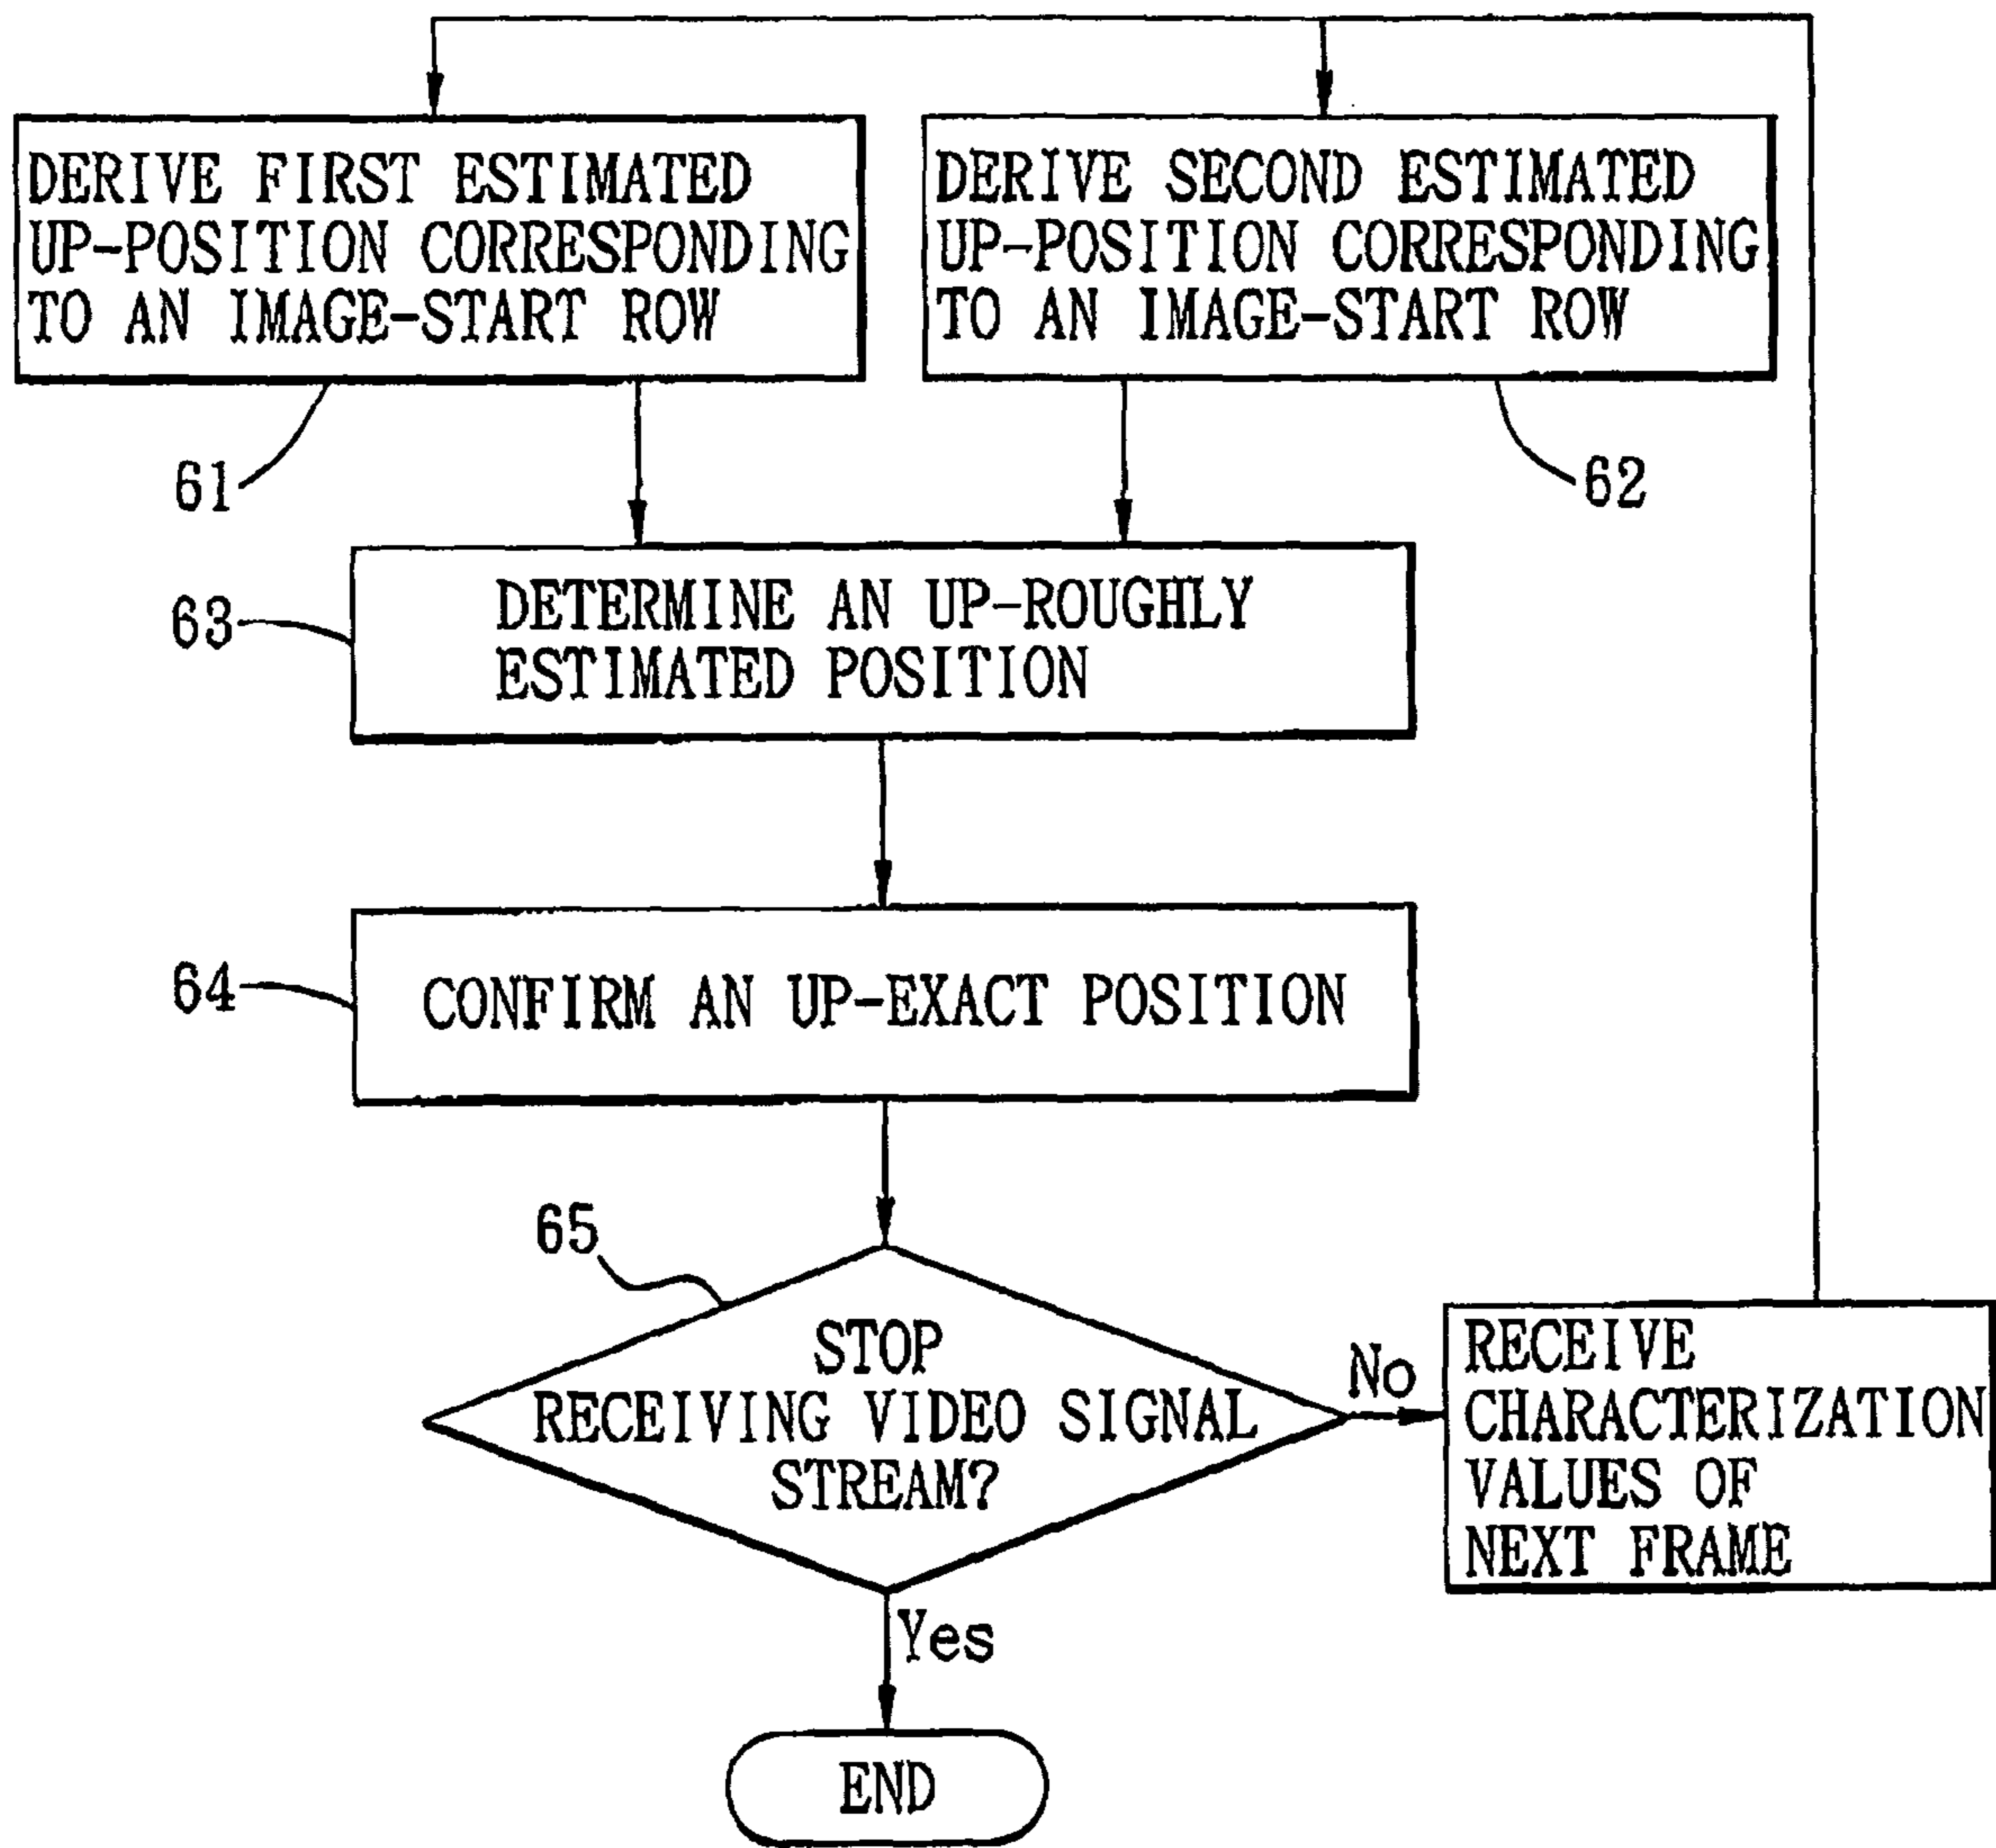 DERIVE FIRST ESTIMATED
UP-POSITION CORRESPONDING
TO AN IMAGE-START ROW
DERIVE SECOND ESTIMATED
UP-POSITION CORRESPONDING
TO AN IMAGE-START ROW
61
62
63
DETERMINE AN UP-ROUGHLY
ESTIMATED POSITION
64
CONFIRM AN UP-EXACT POSITION
65
STOP
RECEIVING VIDEO SIGNAL
STREAM?
No
RECEIVE
CHARACTERIZATION
VALUES OF
NEXT FRAME
Yes
END